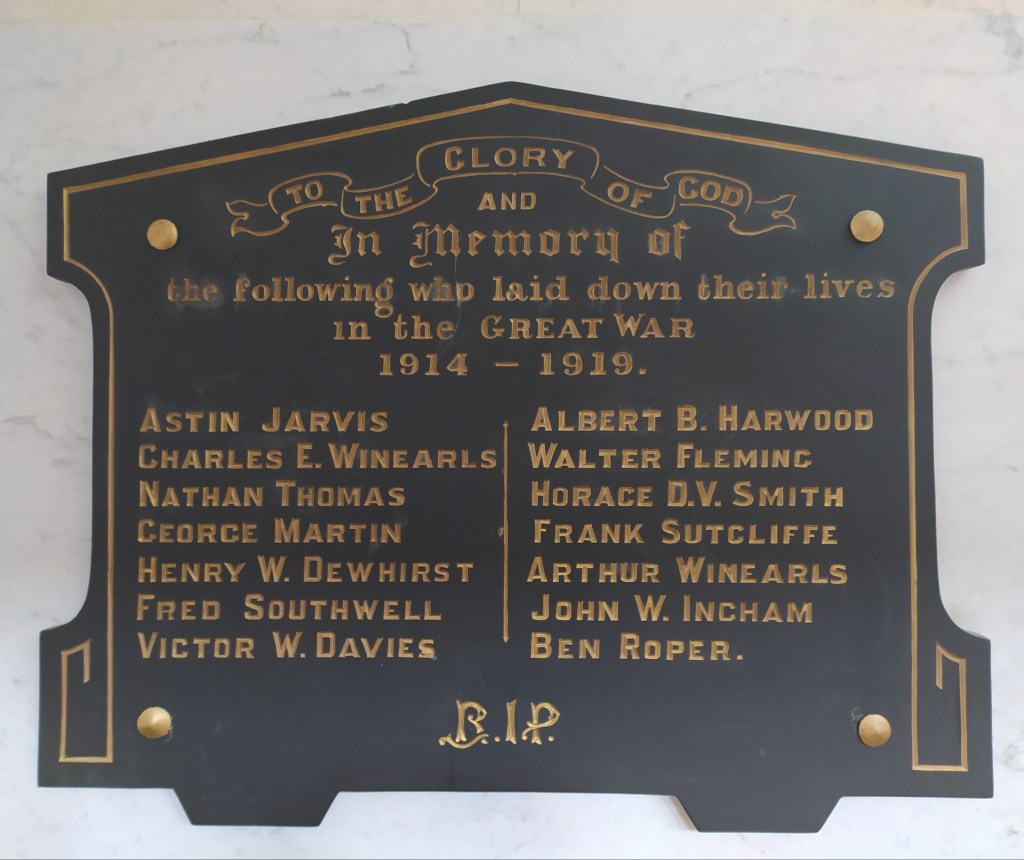 TO THE GLORY OF GOD
AND
In Memory of
the following who laid down their lives
in the GREAT WAR
1914 – 1919.
ASTIN JARVIS
CHARLES E. WINEARLS
NATHAN THOMAS
GEORGE MARTIN
HENRY W. DEWHIRST
FRED SOUTHWELL
VICTOR W. DAVIES
ALBERT B. HARWOOD
WALTER FLEMING
HORACE D.V. SMITH
FRANK SUTCLIFFE
ARTHUR WINEARLS
JOHN W. INGHAM
BEN ROPER.
R.I.P.